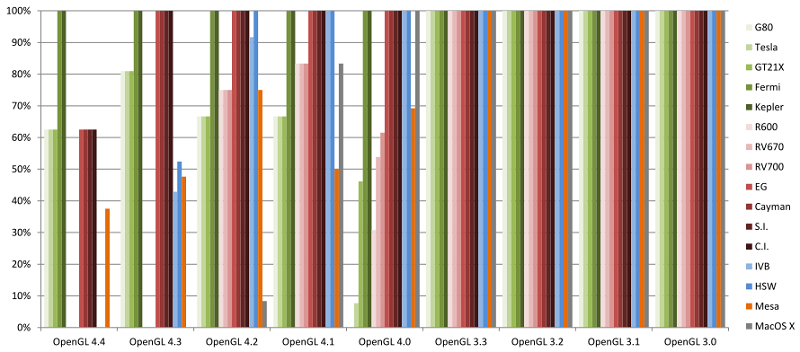 100%
90%
80%
70%
60%
50%
40%
30%
20%
10%
0%
OpenGL 4.4 OpenGL 4.3 OpenGL 4.2 OpenGL 4.1 OpenGL 4.0 OpenGL 3.3 OpenGL 3.2 OpenGL 3.1 OpenGL 3.0
G80
Tesla
GT21X
Fermi
Kepler
R600
RV670
RV700
EG
Cayman
S.I.
C.I.
IVB
HSW
Mesa
MacOS X